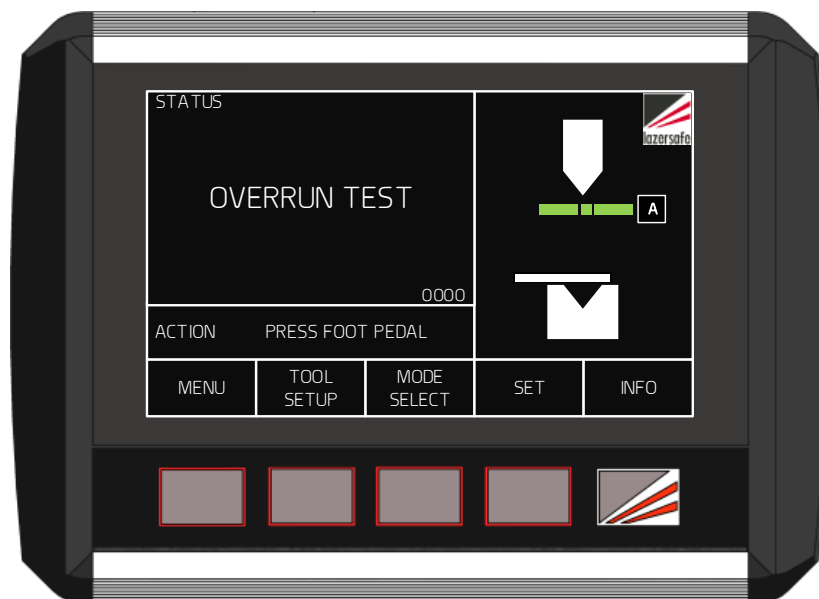 STATUS
OVERRUN TEST
0000
ACTION PRESS FOOT PEDAL
lazersafe
A
MENU
TOOL
SETUP
MODE
SELECT
SET
INFO